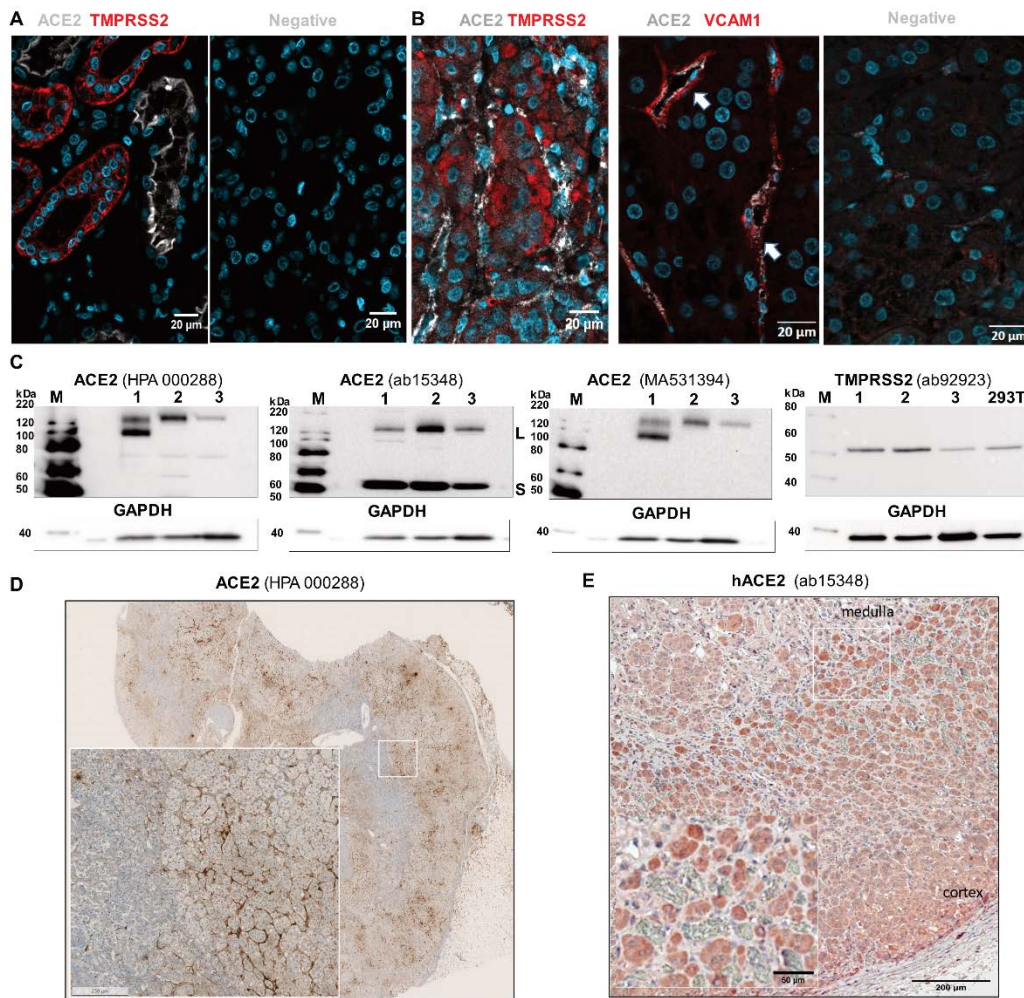 A ACE2 TMPRSS2 Negative
20 µm 20 µm
B ACE2 TMPRSS2 ACE2 VCAM1 Negative
20 µm 20 µm 20 µm
C
ACE2 (HPA 000288)
kDa M 1 2 3
220
120
100
80
60
50
GAPDH
40
ACE2 (ab15348)
kDa M 1 2 3
220
120
100
80
60
50
L
S
GAPDH
40
ACE2 (MA531394)
kDa M 1 2 3
220
120
100
80
60
50
GAPDH
40
TMPRSS2 (ab92923)
kDa M 1 2 3 293T
80
60
50
40
GAPDH
40
D ACE2 (HPA 000288)
250 µm
E hACE2 (ab15348)
medulla
cortex
50 µm
200 µm